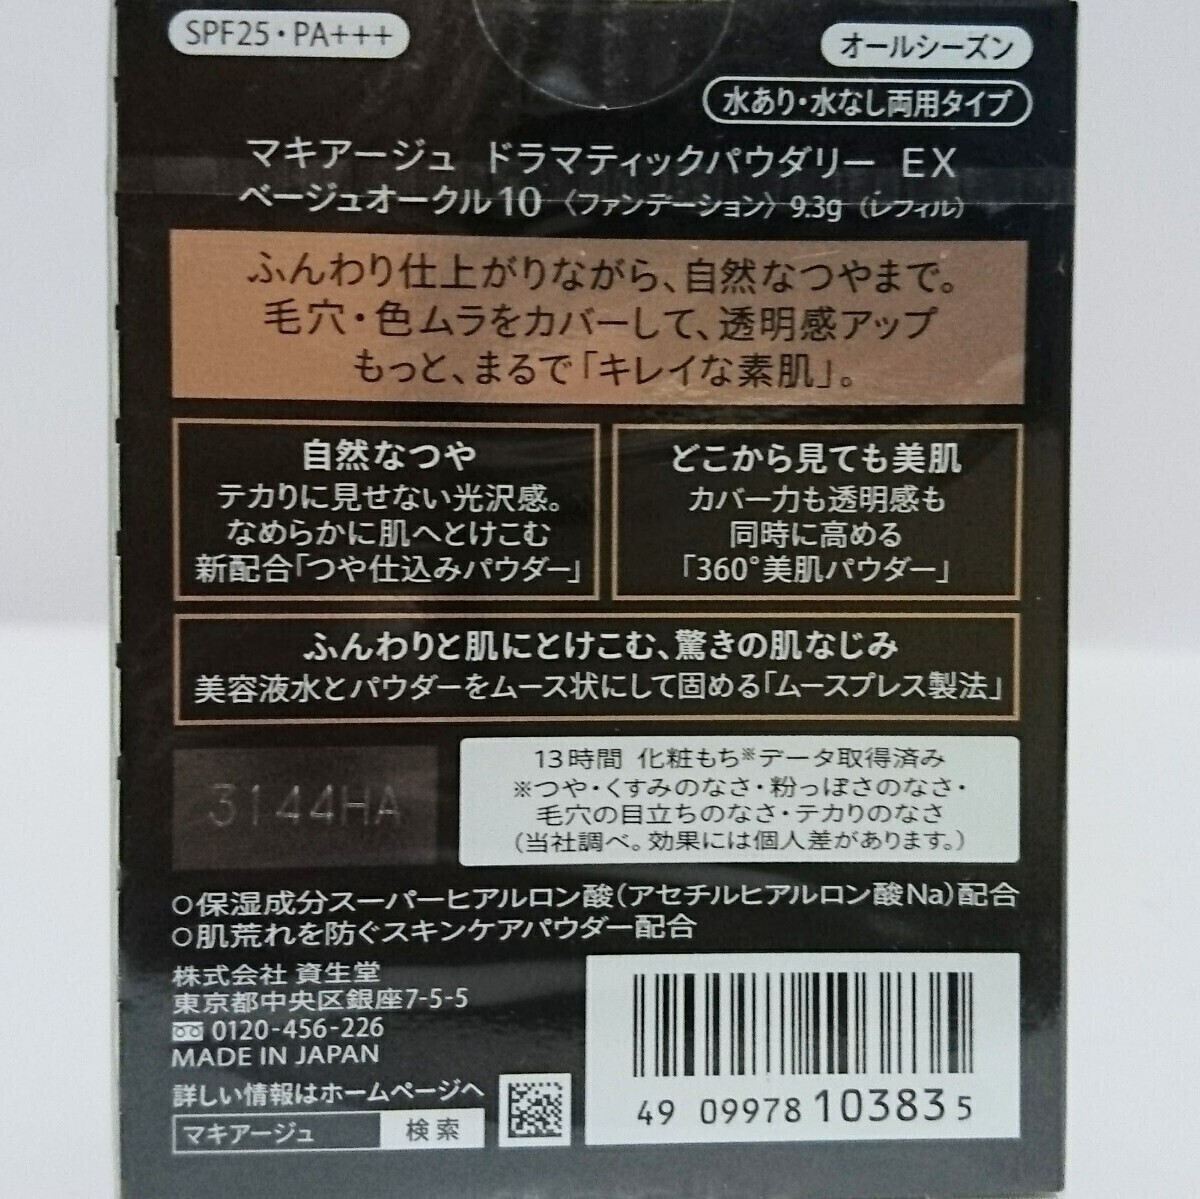 SPF25・PA+++
オールシーズン
水あり・水なし両用タイプ
マキアージュ ドラマティックパウダリー EX
ベージュオークル10 〈ファンデーション〉 9.3g （レフィル）
ふんわり仕上がりながら、自然なつやまで。
毛穴・色ムラをカバーして、透明感アップ
もっと、まるで「キレイな素肌」。
自然なつや
テカりに見せない光沢感。
なめらかに肌へとけこむ
新配合「つや仕込みパウダー」
どこから見ても美肌
カバー力も透明感も
同時に高める
「360°美肌パウダー」
ふんわりと肌にとけこむ、驚きの肌なじみ
美容液水とパウダーをムース状にして固める「ムースプレス製法」
3144HA
13時間 化粧もち※データ取得済み
※つや・くすみのなさ・粉っぽさのなさ・
毛穴の目立ちのなさ・テカりのなさ
（当社調べ。効果には個人差があります。）
○保湿成分スーパーヒアルロン酸（アセチルヒアルロン酸Na）配合
○肌荒れを防ぐスキンケアパウダー配合
株式会社 資生堂
東京都中央区銀座7-5-5
0120-456-226
MADE IN JAPAN
詳しい情報はホームページへ
マキアージュ 検索
49 09978 103835